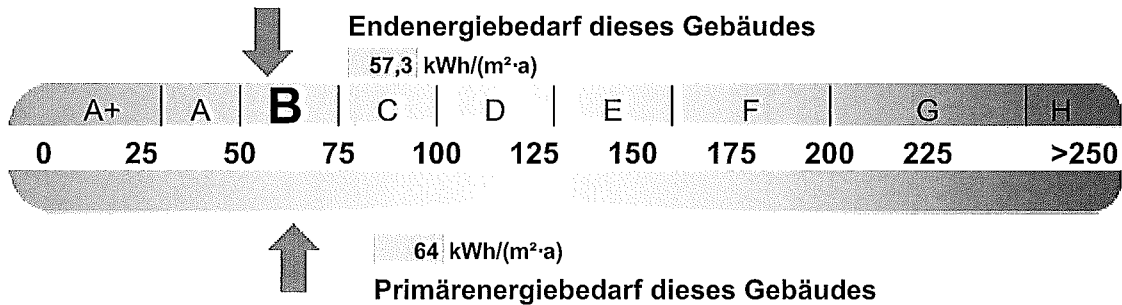 Endenergiebedarf dieses Gebäudes
57,3 kWh/(m²·a)
A+ A B C D E F G H
0 25 50 75 100 125 150 175 200 225 >250
64 kWh/(m²·a)
Primärenergiebedarf dieses Gebäudes